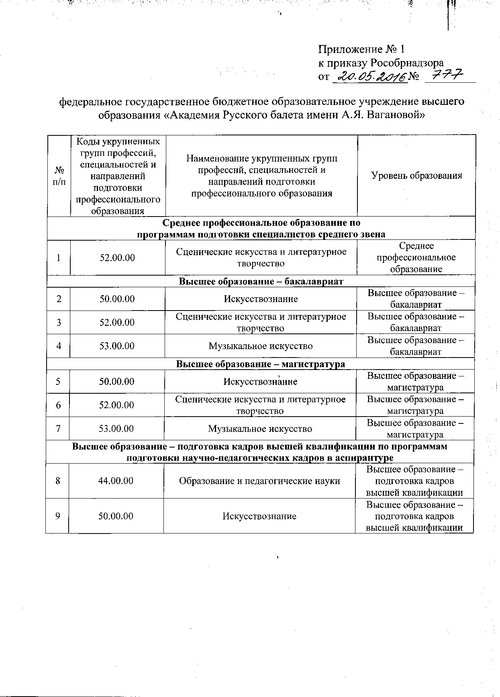 Приложение № 1
к приказу Рособрнадзора
от 20.05.2016 № 777
федеральное государственное бюджетное образовательное учреждение высшего
образования «Академия Русского балета имени А.Я. Вагановой»
№ п/п
Коды укрупненных
групп профессий,
специальностей и
направлений
подготовки
профессионального
образования
Наименование укрупненных групп
профессий, специальностей и
направлений подготовки
профессионального образования
Уровень образования
Среднее профессиональное образование по
программам подготовки специалистов среднего звена
1
52.00.00
Сценические искусства и литературное
творчество
Среднее
профессиональное
образование
Высшее образование – бакалавриат
2
50.00.00
Искусствознание
Высшее образование –
бакалавриат
3
52.00.00
Сценические искусства и литературное
творчество
Высшее образование –
бакалавриат
4
53.00.00
Музыкальное искусство
Высшее образование –
бакалавриат
Высшее образование – магистратура
5
50.00.00
Искусствознание
Высшее образование –
магистратура
6
52.00.00
Сценические искусства и литературное
творчество
Высшее образование –
магистратура
7
53.00.00
Музыкальное искусство
Высшее образование –
магистратура
Высшее образование – подготовка кадров высшей квалификации по программам
подготовки научно-педагогических кадров в аспирантуре
8
44.00.00
Образование и педагогические науки
Высшее образование –
подготовка кадров
высшей квалификации
9
50.00.00
Искусствознание
Высшее образование –
подготовка кадров
высшей квалификации